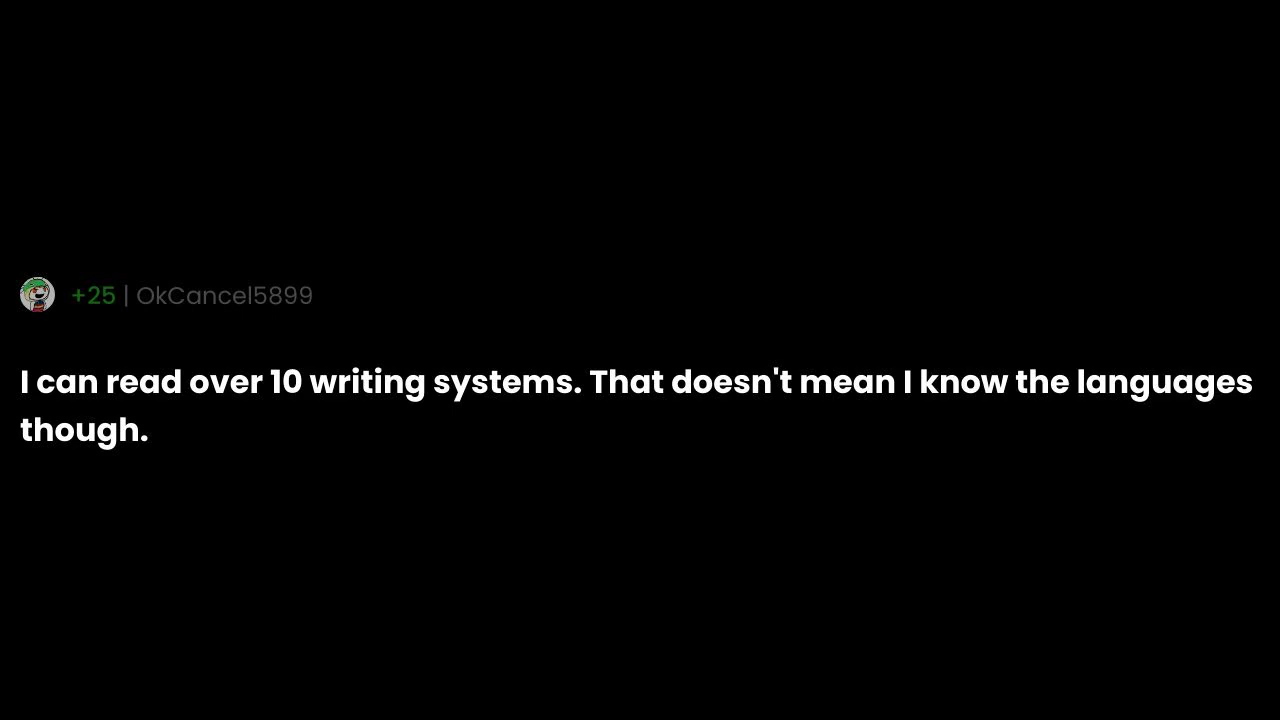 +25 | OkCancel5899
I can read over 10 writing systems. That doesn't mean I know the languages
though.